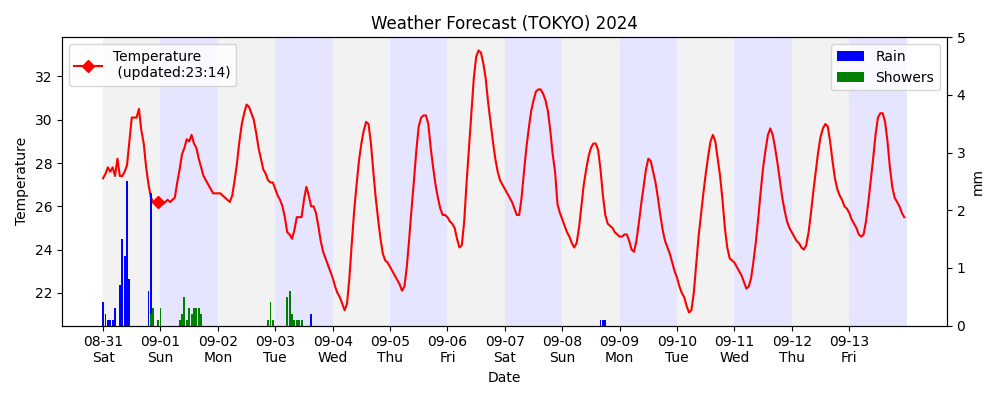 Weather Forecast (TOKYO) 2024
Temperature
(updated:23:14)
Rain
Showers
Temperature
32
30
28
26
24
22
5
4
3
2
1
0
mm
08-31 09-01 09-02 09-03 09-04 09-05 09-06 09-07 09-08 09-09 09-10 09-11 09-12 09-13
Sat Sun Mon Tue Wed Thu Fri Sat Sun Mon Tue Wed Thu Fri
Date